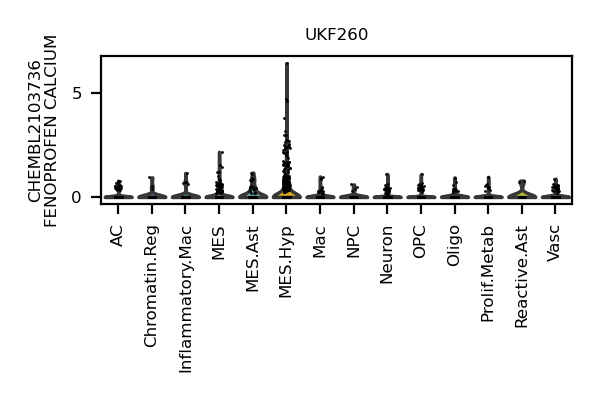 UKF260
CHEMBL2103736
FENOPROFEN CALCIUM
5
0
AC
Chromatin.Reg
Inflammatory.Mac
MES
MES.Ast
MES.Hyp
Mac
NPC
Neuron
OPC
Oligo
Prolif.Metab
Reactive.Ast
Vasc